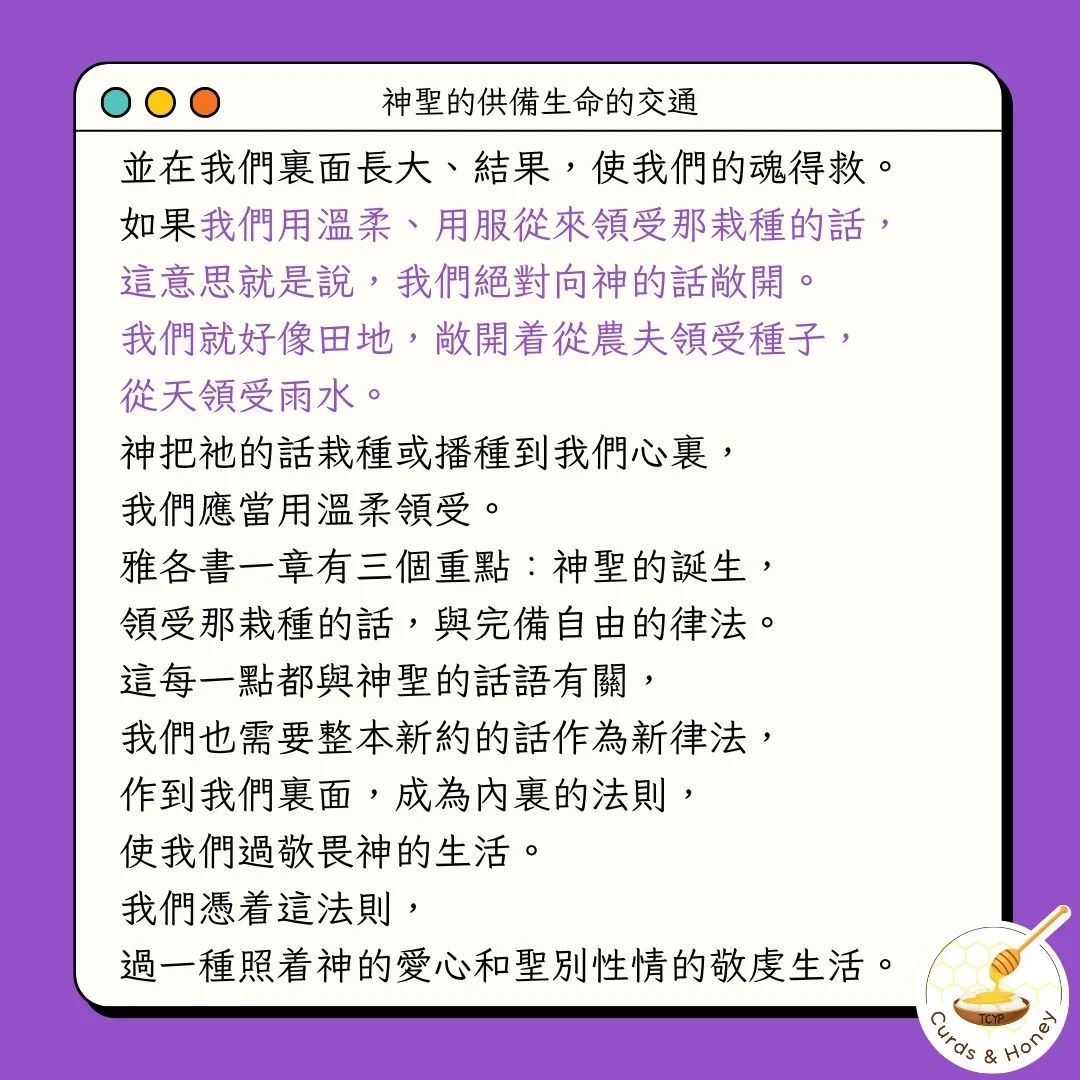 神聖的供備生命的交通
並在我們裏面長大、結果，使我們的魂得救。
如果我們用溫柔、用服從來領受那栽種的話，
這意思就是說，我們絕對向神的話敞開。
我們就好像田地，敞開着從農夫領受種子，
從天領受雨水。
神把祂的話栽種或播種到我們心裏，
我們應當用溫柔領受。
雅各書一章有三個重點：神聖的誕生，
領受那栽種的話，與完備自由的律法。
這每一點都與神聖的話語有關，
我們也需要整本新約的話作為新律法，
作到我們裏面，成為內裏的法則，
使我們過敬畏神的生活。
我們憑着這法則，
過一種照着神的愛心和聖別性情的敬虔生活。
TCYP
Curds & Honey